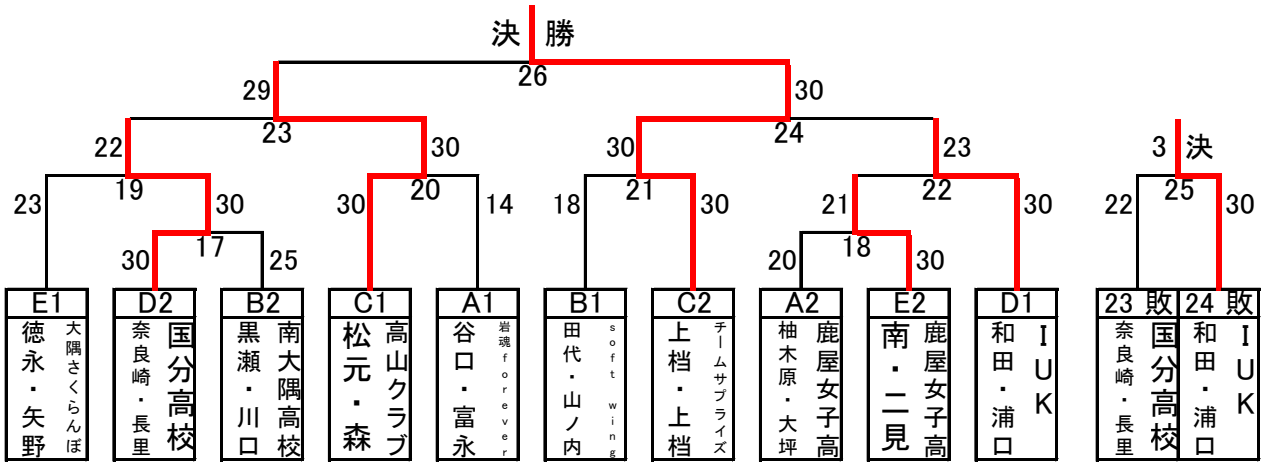 決 勝
26
29
30
23
24
22
30
30
23
3 決
19
20
21
22
25
23
30
30
14
18
30
21
30
22
30
17
18
30
25
20
30
E1
D2
B2
C1
A1
B1
C2
A2
E2
D1
23 敗
24 敗
大隅さくらんぼ
徳永・矢野
国分高校
奈良崎・長里
南大隅高校
黒瀬・川口
高山クラブ
松元・森
岩魂forever
谷口・富永
soft wing
田代・山ノ内
チームサプライズ
上档・上档
鹿屋女子高
柚木原・大坪
鹿屋女子高
南・二見
IUK
和田・浦口
国分高校
奈良崎・長里
IUK
和田・浦口